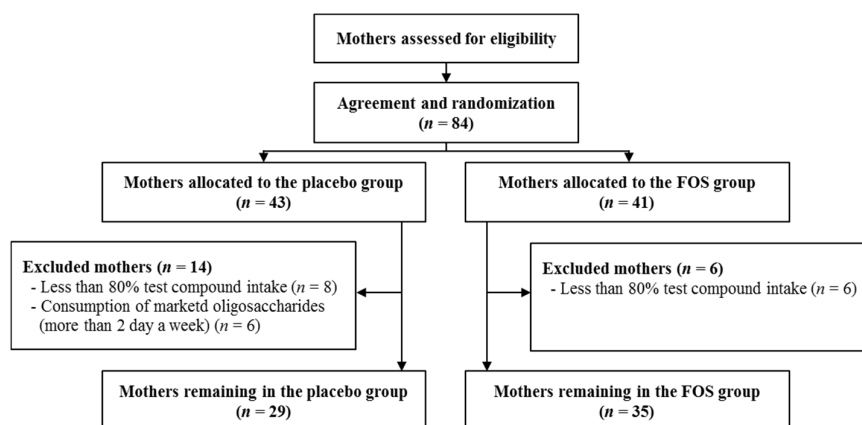 Mothers assessed for eligibility
Agreement and randomization
(n = 84)
Mothers allocated to the placebo group
(n = 43)
Mothers allocated to the FOS group
(n = 41)
Excluded mothers (n = 14)
- Less than 80% test compound intake (n = 8)
- Consumption of marketd oligosaccharides
(more than 2 day a week) (n = 6)
Excluded mothers (n = 6)
- Less than 80% test compound intake (n = 6)
Mothers remaining in the placebo group
(n = 29)
Mothers remaining in the FOS group
(n = 35)